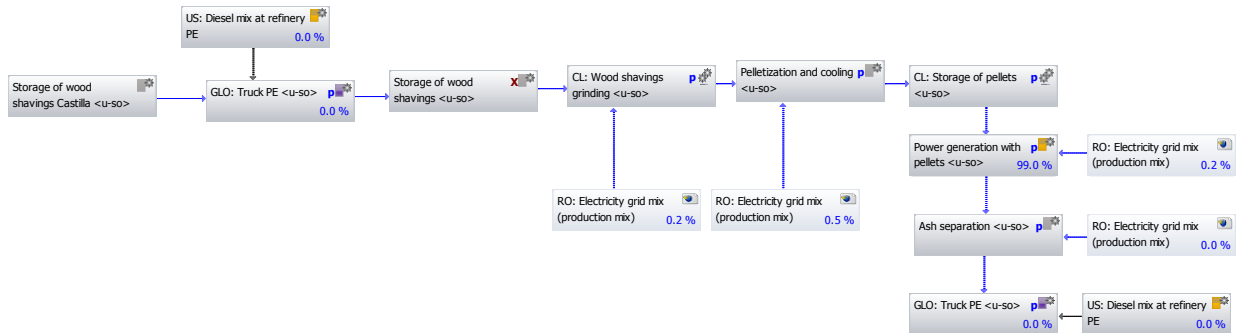 US: Diesel mix at refinery
PE
0.0 %
Storage of wood
shavings Castilla <u-so>
GLO: Truck PE <u-so> p
0.0 %
Storage of wood X
shavings <u-so>
CL: Wood shavings p
grinding <u-so>
Pelletization and cooling p
<u-so>
CL: Storage of pellets p
<u-so>
Power generation with p
pellets <u-so> 99.0 %
RO: Electricity grid mix
(production mix) 0.2 %
RO: Electricity grid mix
(production mix) 0.2 %
RO: Electricity grid mix
(production mix) 0.5 %
Ash separation <u-so> p
RO: Electricity grid mix
(production mix) 0.0 %
GLO: Truck PE <u-so> p
0.0 %
US: Diesel mix at refinery
PE 0.0 %